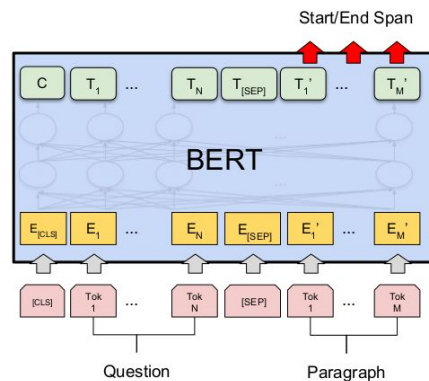 Start/End Span
C T1 ... TN T[SEP] T1' ... TM'
...
BERT
...
E[CLS] E1 ... EN E[SEP] E1' ... EM'
[CLS] Tok 1 ... Tok N [SEP] Tok 1 ... Tok M
Question Paragraph